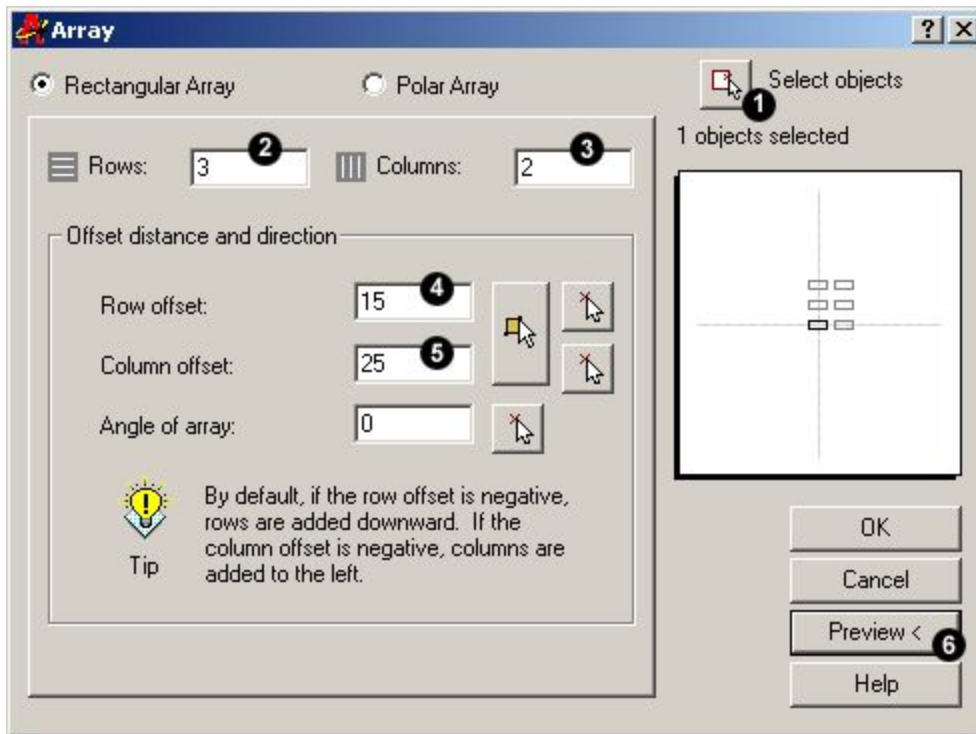 Array
Rectangular Array
Polar Array
Select objects
1
1 objects selected
Rows: 3
2
Columns: 2
3
Offset distance and direction
Row offset: 15
4
Column offset: 25
5
Angle of array: 0
Tip
By default, if the row offset is negative,
rows are added downward. If the
column offset is negative, columns are
added to the left.
OK
Cancel
Preview <
6
Help